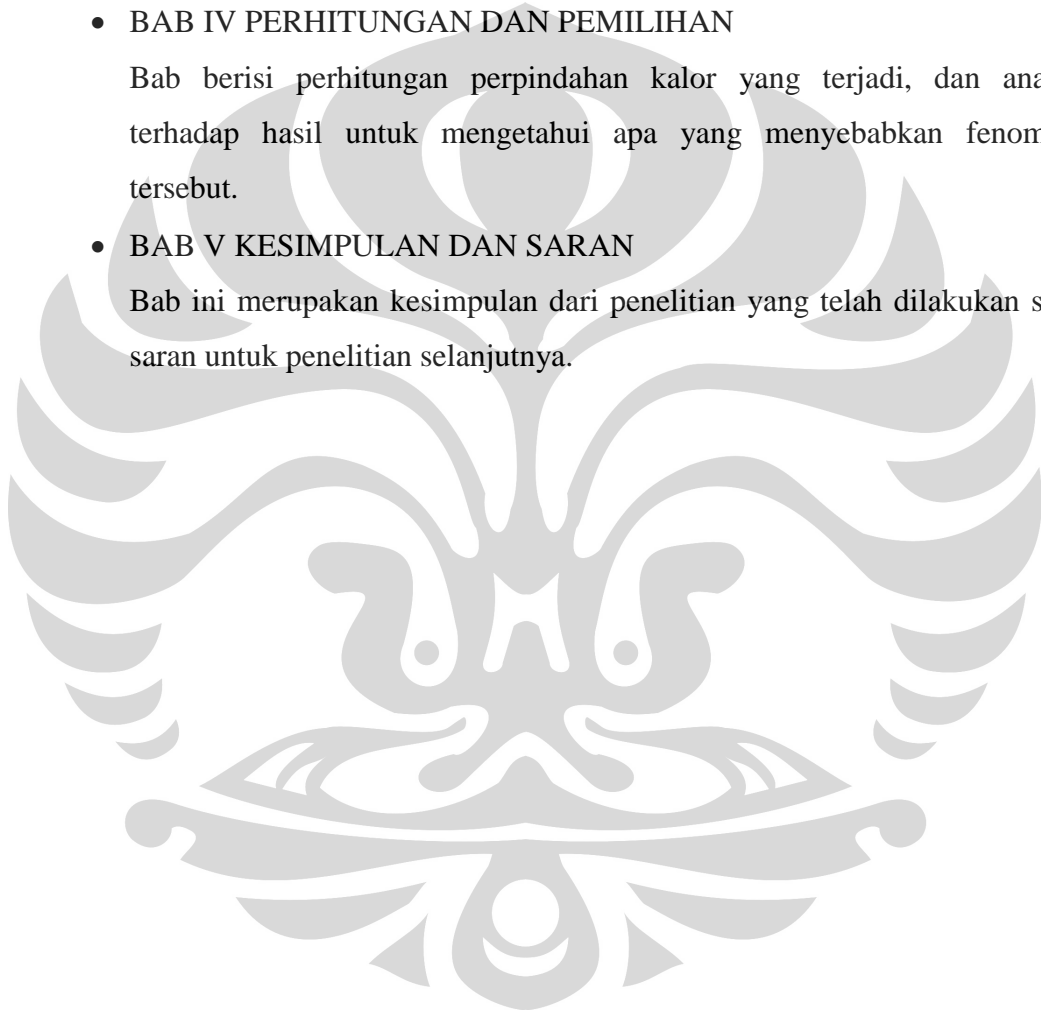 • BAB IV PERHITUNGAN DAN PEMILIHAN
Bab berisi perhitungan perpindahan kalor yang terjadi, dan
terhadap hasil untuk mengetahui apa yang menyebabkan
tersebut.
• BAB V KESIMPULAN DAN SARAN
Bab ini merupakan kesimpulan dari penelitian yang telah dilakukan
saran untuk penelitian selanjutnya.